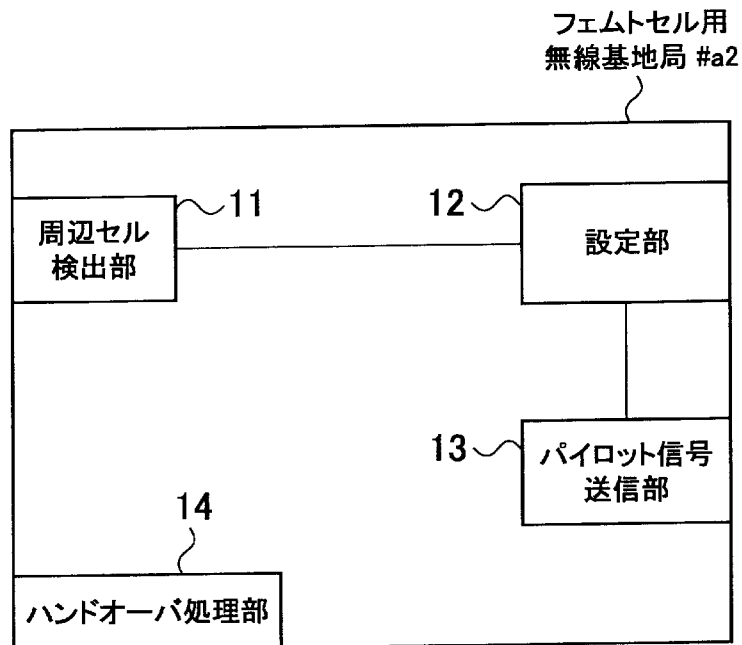 フェムトセル用
無線基地局 #a2
11
周辺セル
検出部
12
設定部
13
パイロット信号
送信部
14
ハンドオーバ処理部